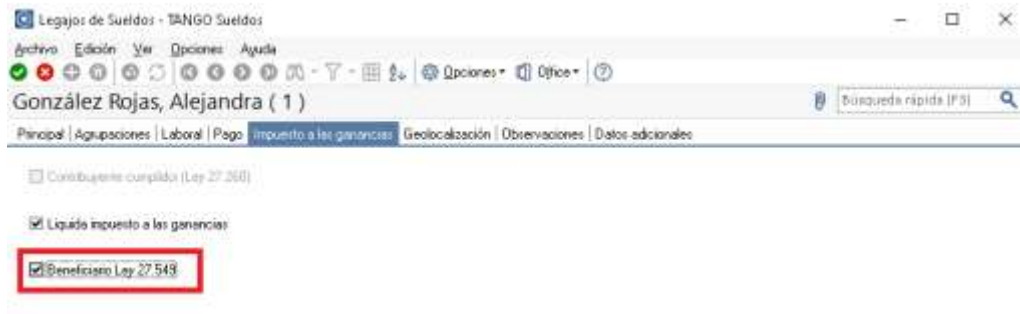 Legajos de Sueldos - TANGO Sueldos
Archivo Edición Ver Opciones Ayuda
Opciones Office
González Rojas, Alejandra ( 1 )
Búsqueda rápida (F3)
Principal | Agrupaciones | Laboral | Pago Impuesto a las ganancias Geolocalización | Observaciones | Datos adicionales
Contribuyente cumplidor (Ley 27.260)
Liquida impuesto a las ganancias
Beneficiario Ley 27.549